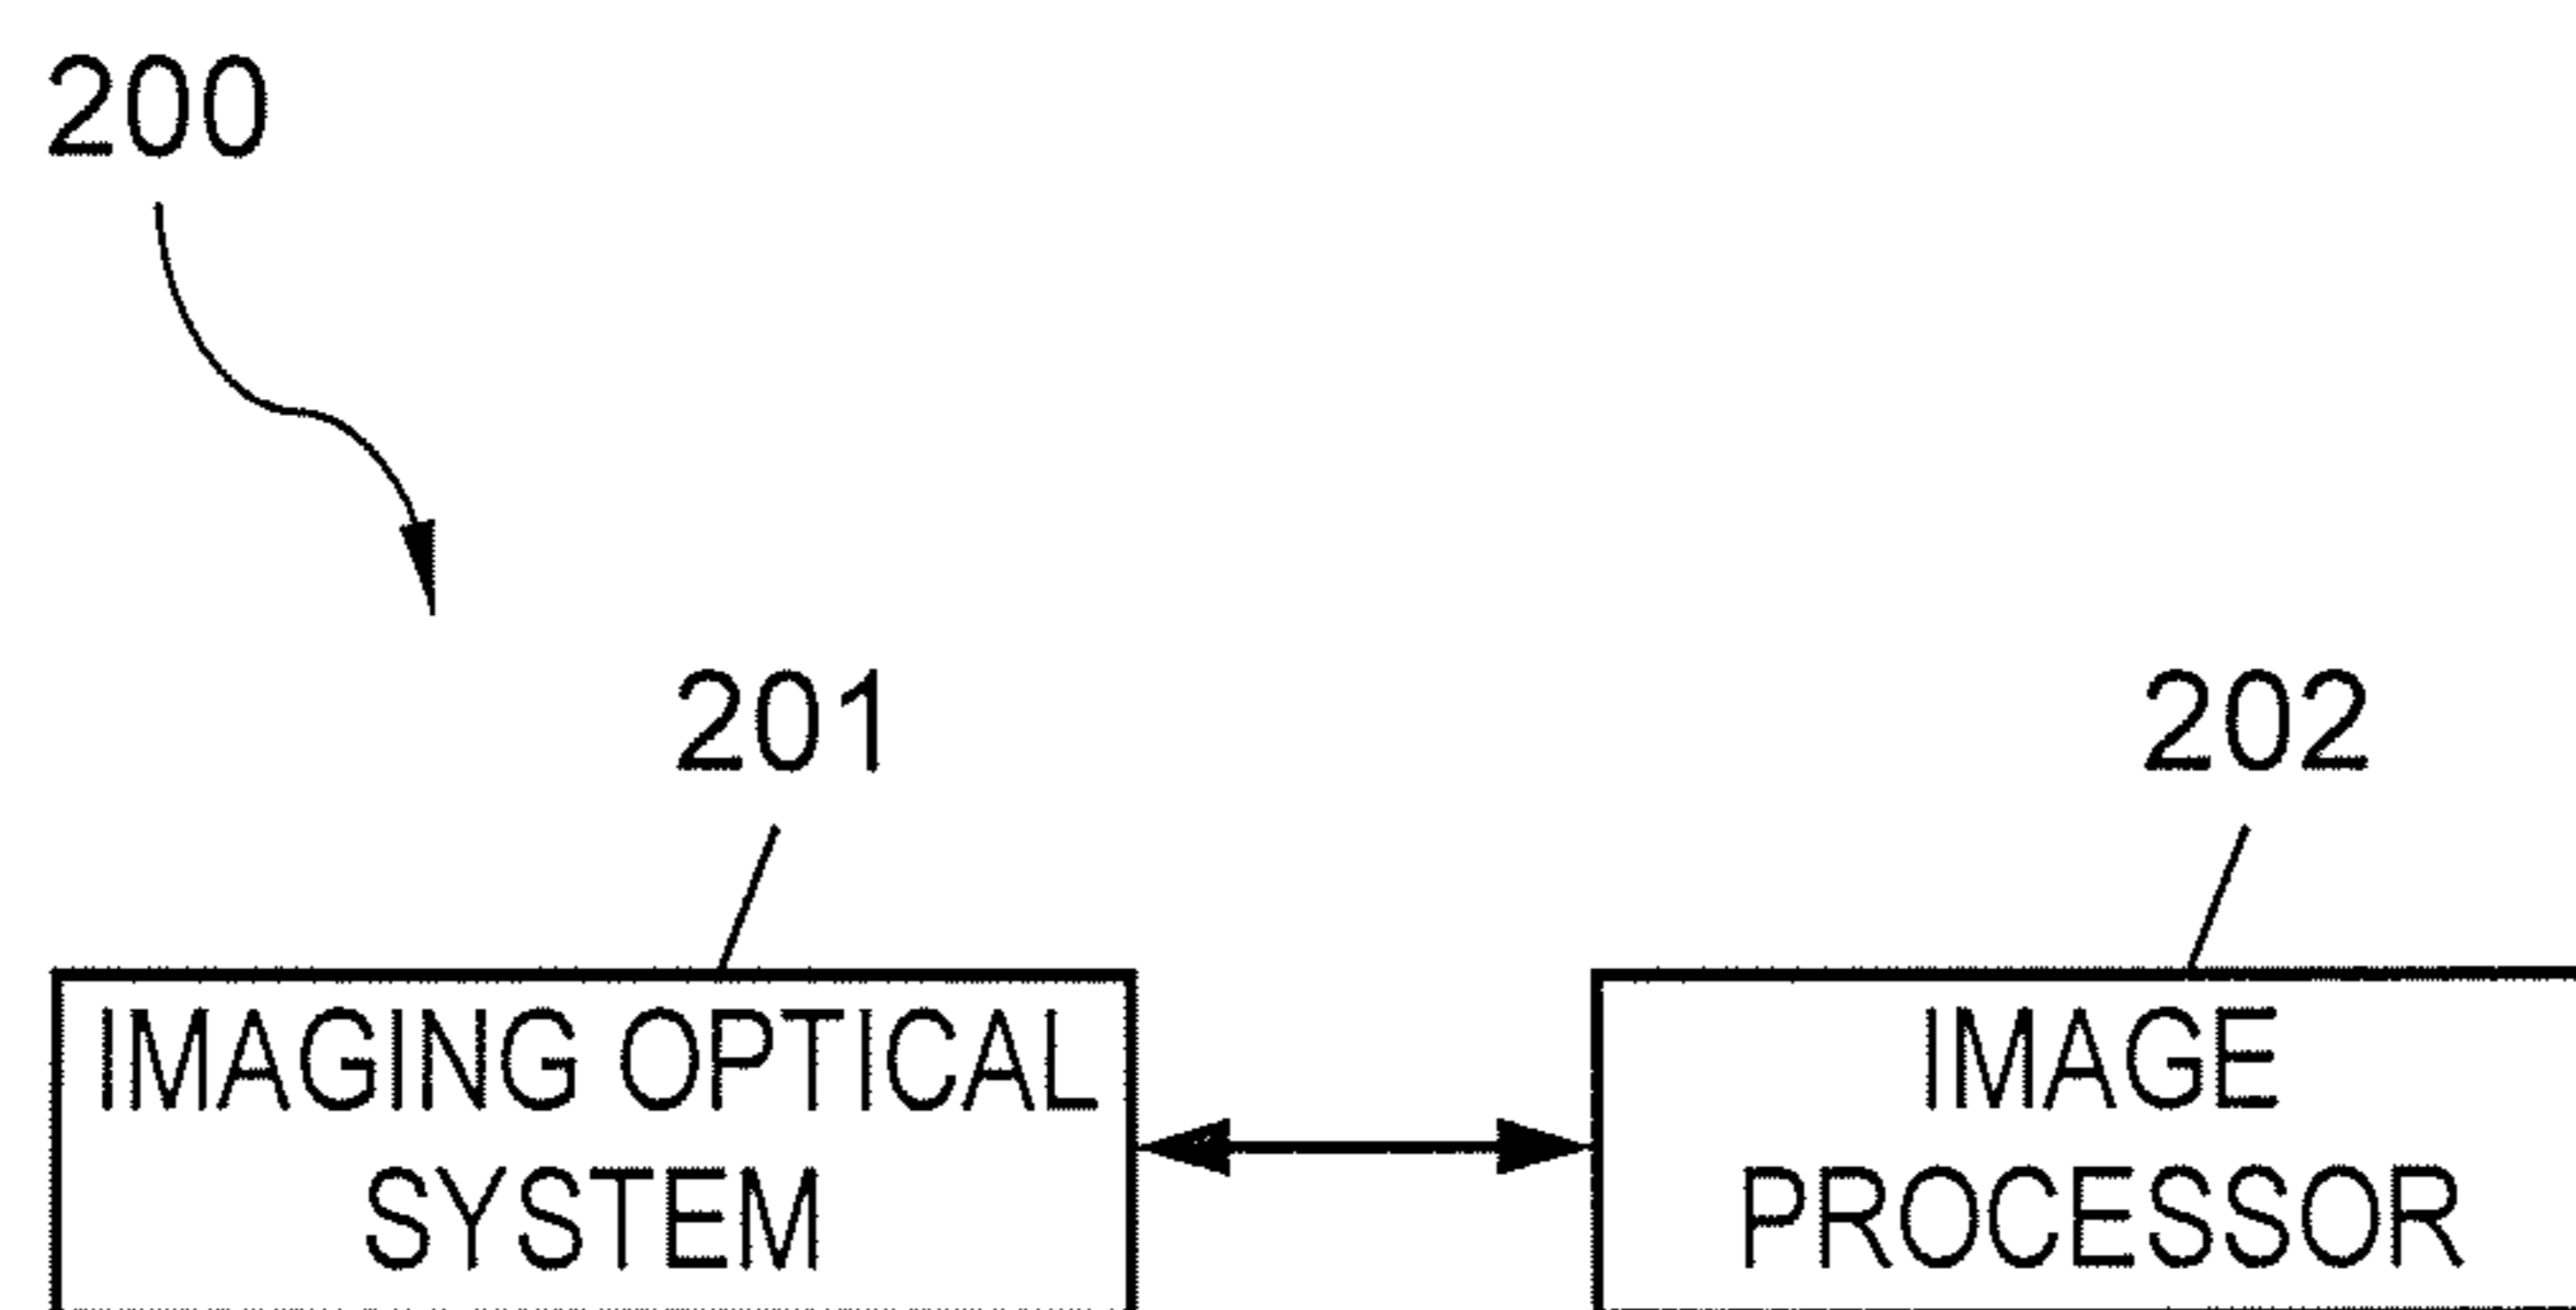 200
201
202
IMAGING OPTICAL
SYSTEM
IMAGE
PROCESSOR